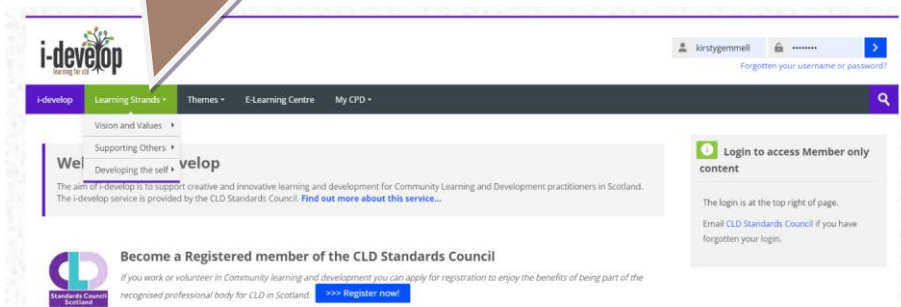 i-develop
learning for cld
kirstygemmell
Forgotten your username or password?
i-develop
Learning Strands
Themes
E-Learning Centre
My CPD
Vision and Values
Supporting Others
Developing the self
Wel velop
The aim of i-develop is to support creative and innovative learning and development for Community Learning and Development practitioners in Scotland.
The i-develop service is provided by the CLD Standards Council. Find out more about this service...
Login to access Member only
content
The login is at the top right of page.
Email CLD Standards Council if you have
forgotten your login.
Become a Registered member of the CLD Standards Council
If you work or volunteer in Community learning and development you can apply for registration to enjoy the benefits of being part of the
recognised professional body for CLD in Scotland. >>> Register now!
Standards Council
Scotland